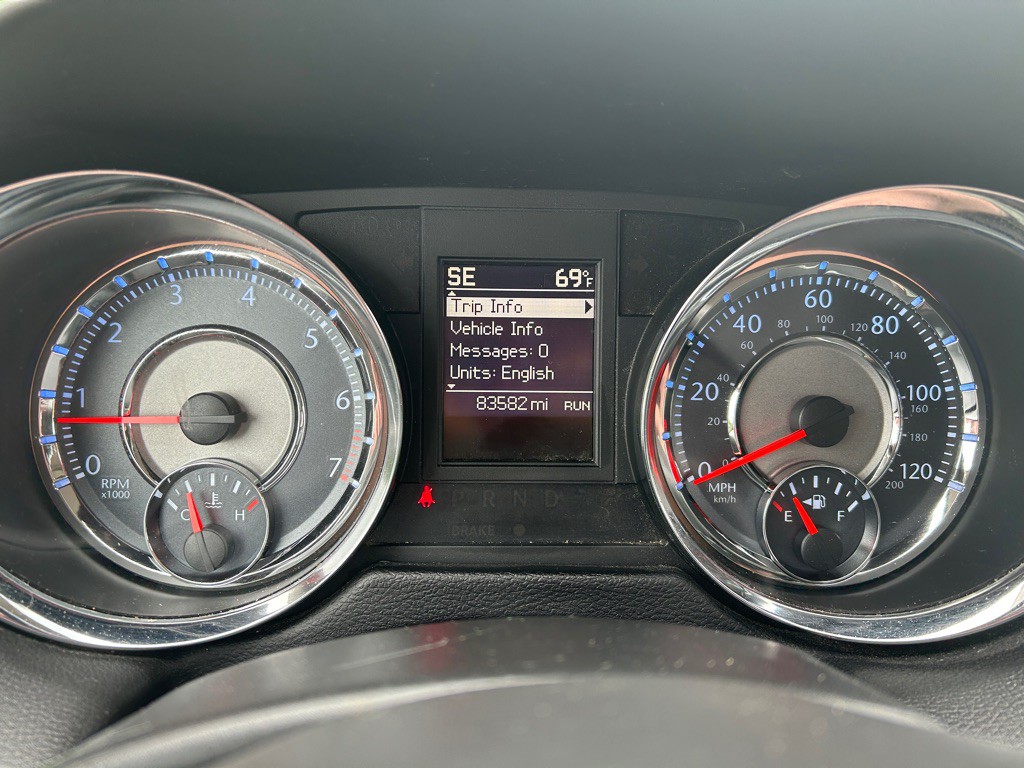 SE 69°F
Trip Info
Vehicle Info
Messages: 0
Units: English
83582 mi RUN
0 1 2 3 4 5 6 7
RPM
x1000
C H
P R N D
BRAKE
0 20 40 60 80 100 120
0 20 40 60 80 100 120 140 160 180 200
MPH
km/h
E F